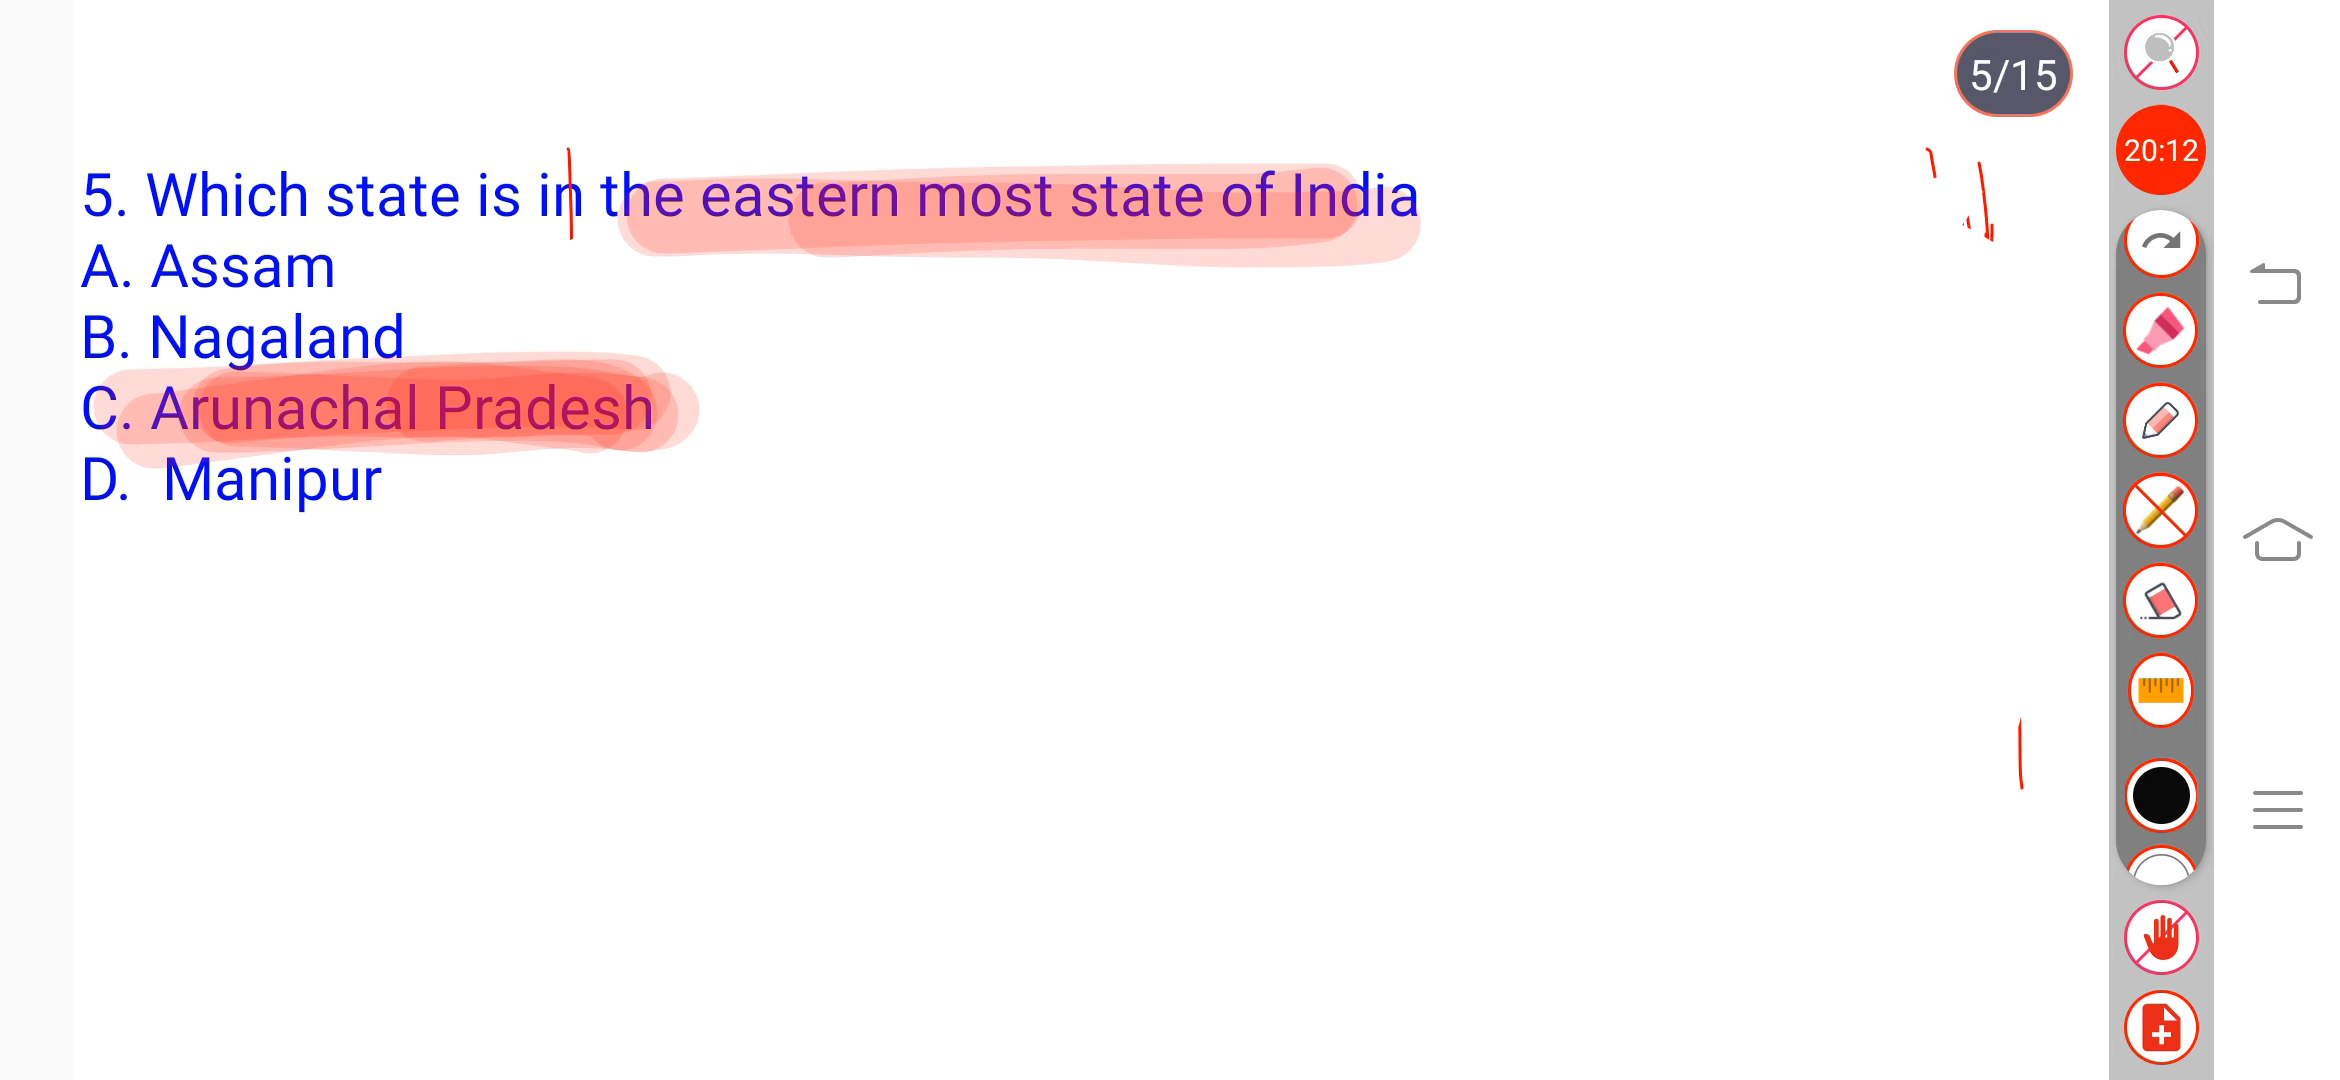 5/15
20:12
5. Which state is in the eastern most state of India
A. Assam
B. Nagaland
C. Arunachal Pradesh
D. Manipur